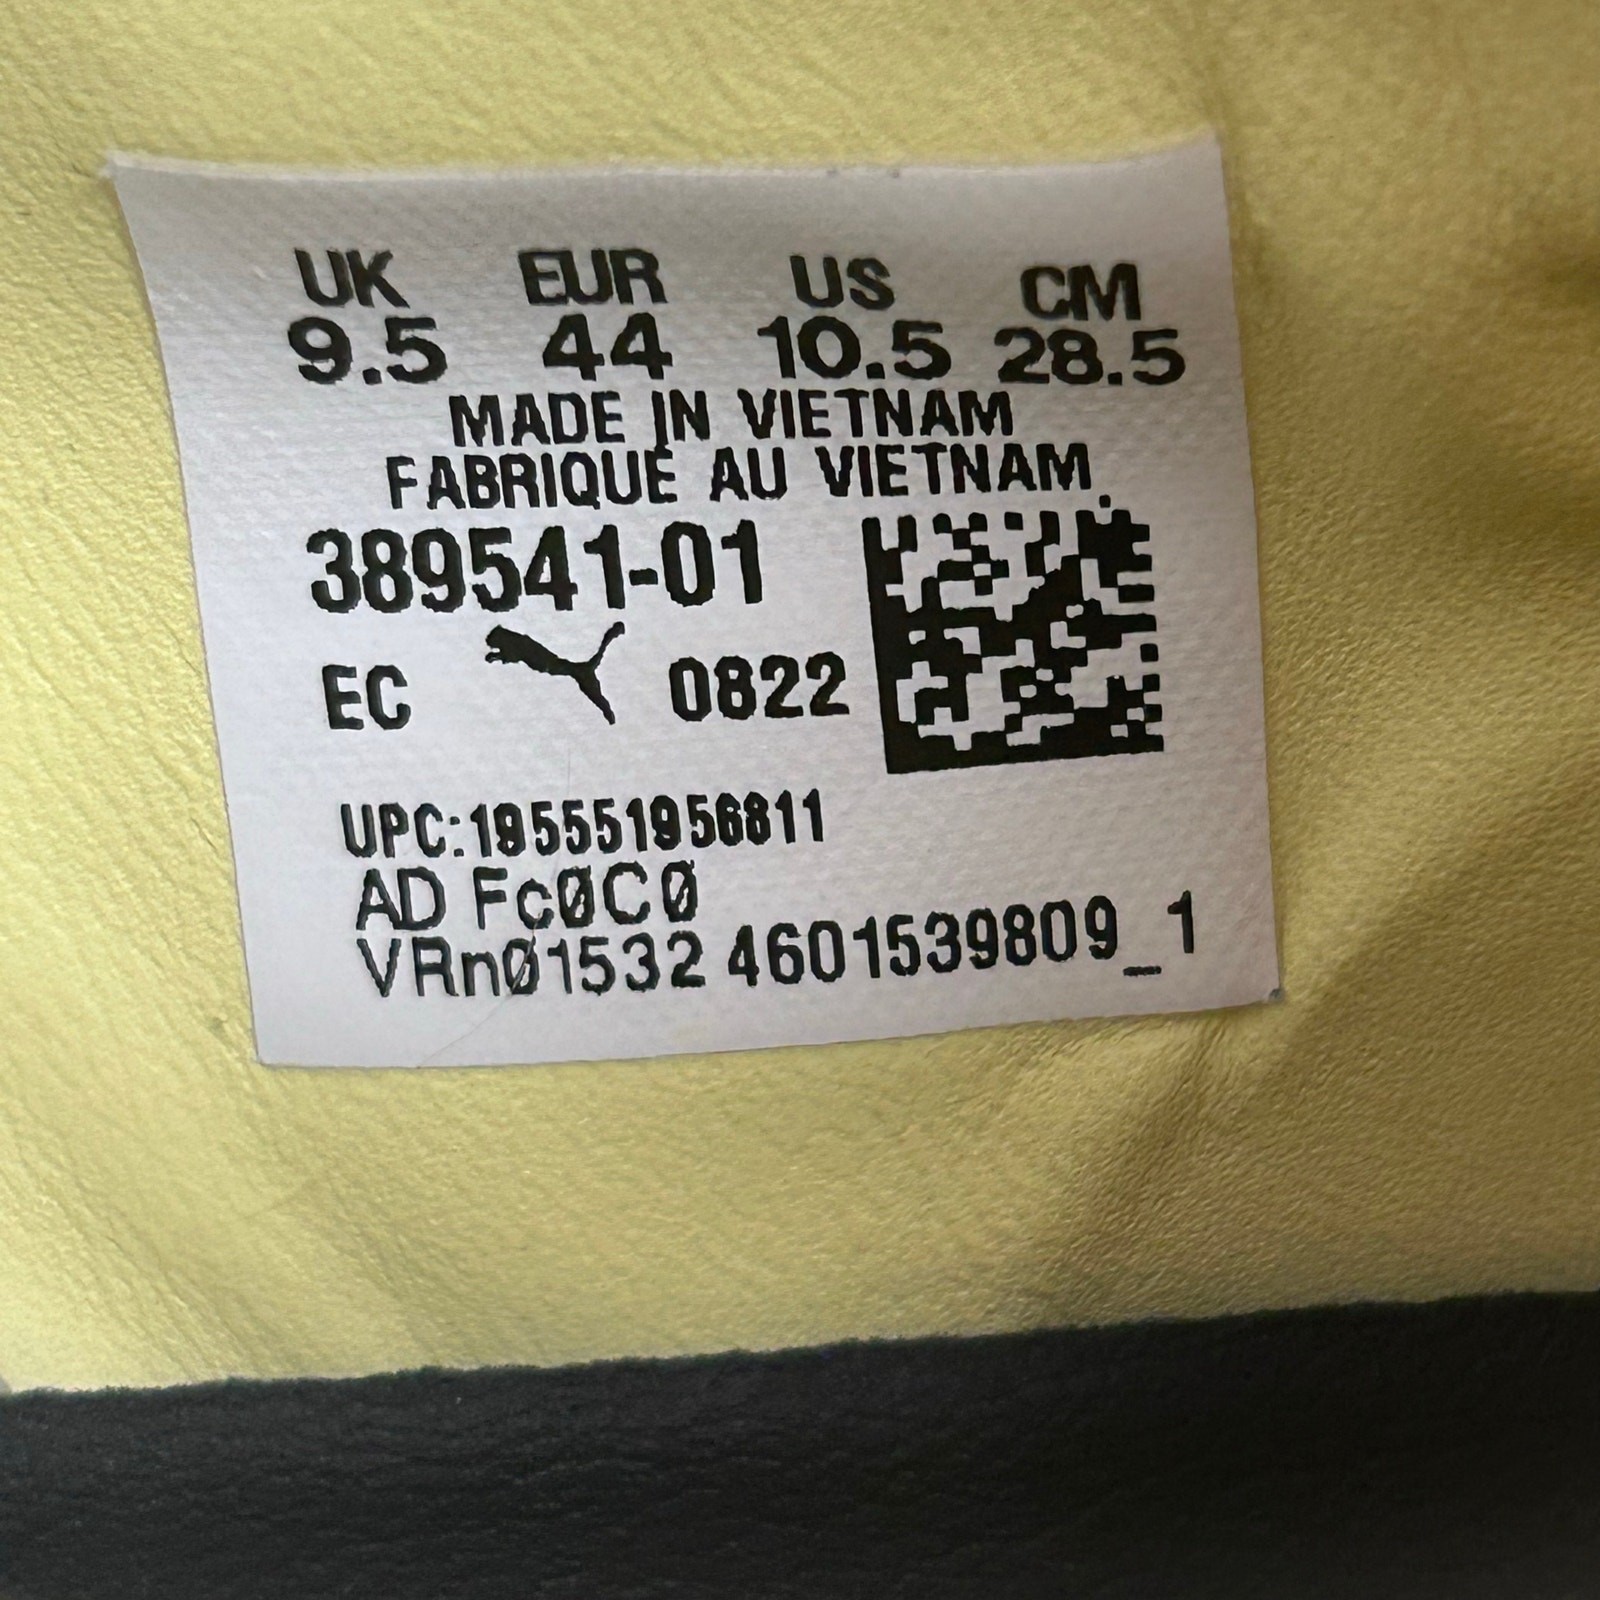 UK EUR US CM
9.5 44 10.5 28.5
MADE IN VIETNAM
FABRIQUÉ AU VIETNAM
389541-01
EC 0822
UPC:195551956811
AD Fc0C0
VRn01532 4601539809_1